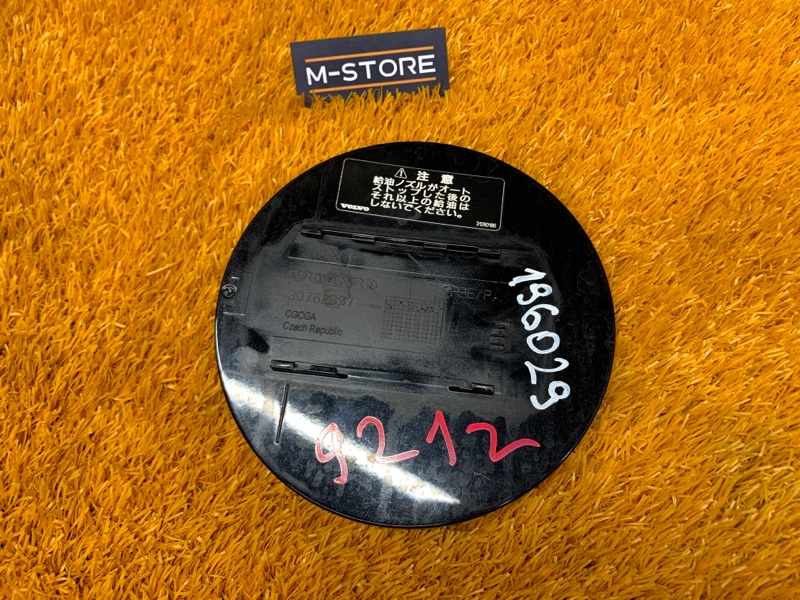 M-STORE
⚠ 注意
給油ノズルがオート
ストップした後の
それ以上の給油は
しないでください。
VOLVO
VOLVO
CGCGA
Czech Republic
196029
9212